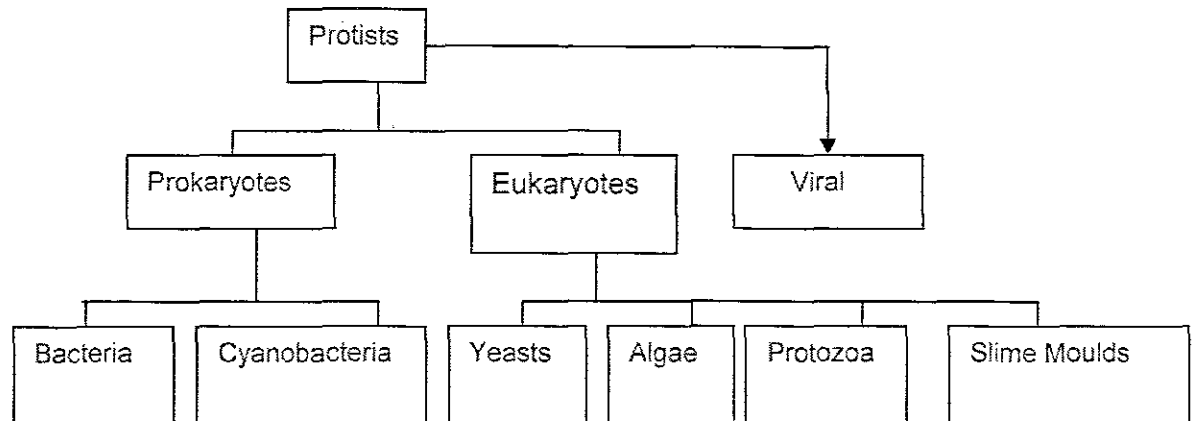 Protists
Prokaryotes
Eukaryotes
Viral
Bacteria
Cyanobacteria
Yeasts
Algae
Protozoa
Slime Moulds